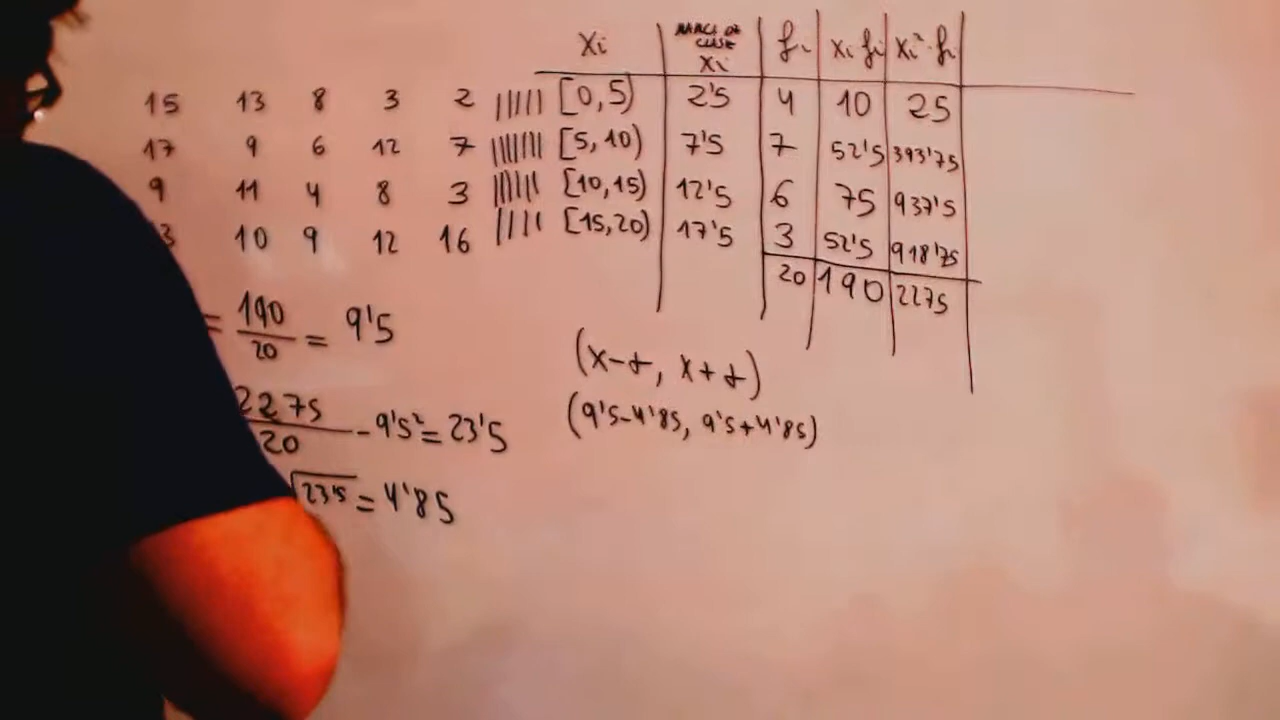 Xi MARCA DE CLASE Xi fi Xi·fi Xi²·fi
15 13 8 3 2 [0,5) 2'5 4 10 25
17 9 6 12 7 [5,10) 7'5 7 52'5 393'75
9 11 4 8 3 [10,15) 12'5 6 75 937'5
3 10 9 12 16 [15,20) 17'5 3 52'5 918'75
20 190 2275
= 190/20 = 9'5
(x-σ, x+σ)
2275/20 - 9'5² = 23'5
(9'5-4'85, 9'5+4'85)
√23'5 = 4'85